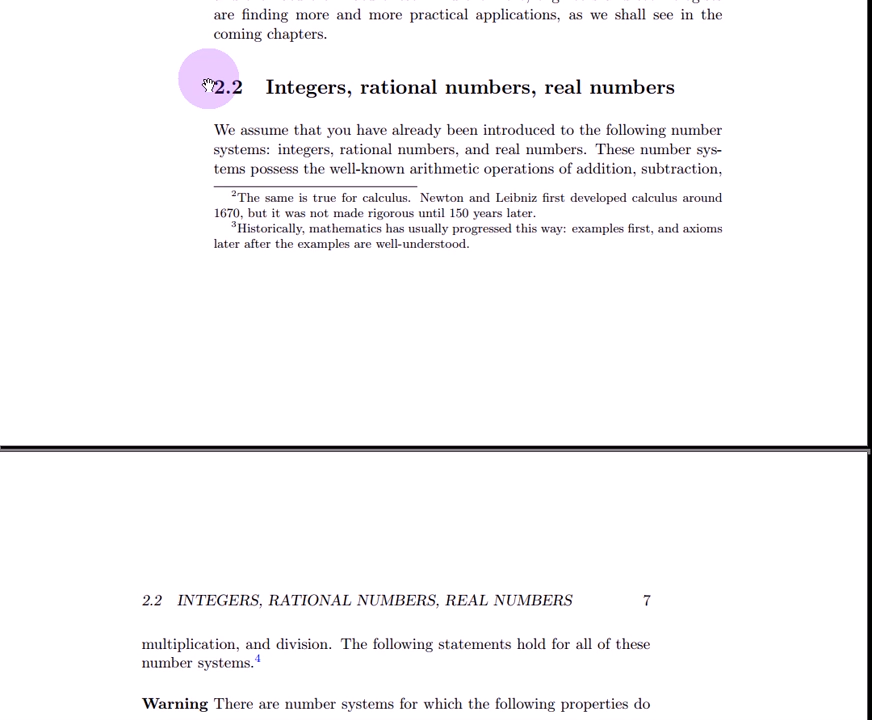 are finding more and more practical applications, as we shall see in the
coming chapters.
2.2 Integers, rational numbers, real numbers
We assume that you have already been introduced to the following number
systems: integers, rational numbers, and real numbers. These number sys-
tems possess the well-known arithmetic operations of addition, subtraction,
²The same is true for calculus. Newton and Leibniz first developed calculus around
1670, but it was not made rigorous until 150 years later.
³Historically, mathematics has usually progressed this way: examples first, and axioms
later after the examples are well-understood.
2.2 INTEGERS, RATIONAL NUMBERS, REAL NUMBERS 7
multiplication, and division. The following statements hold for all of these
number systems.⁴
Warning There are number systems for which the following properties do